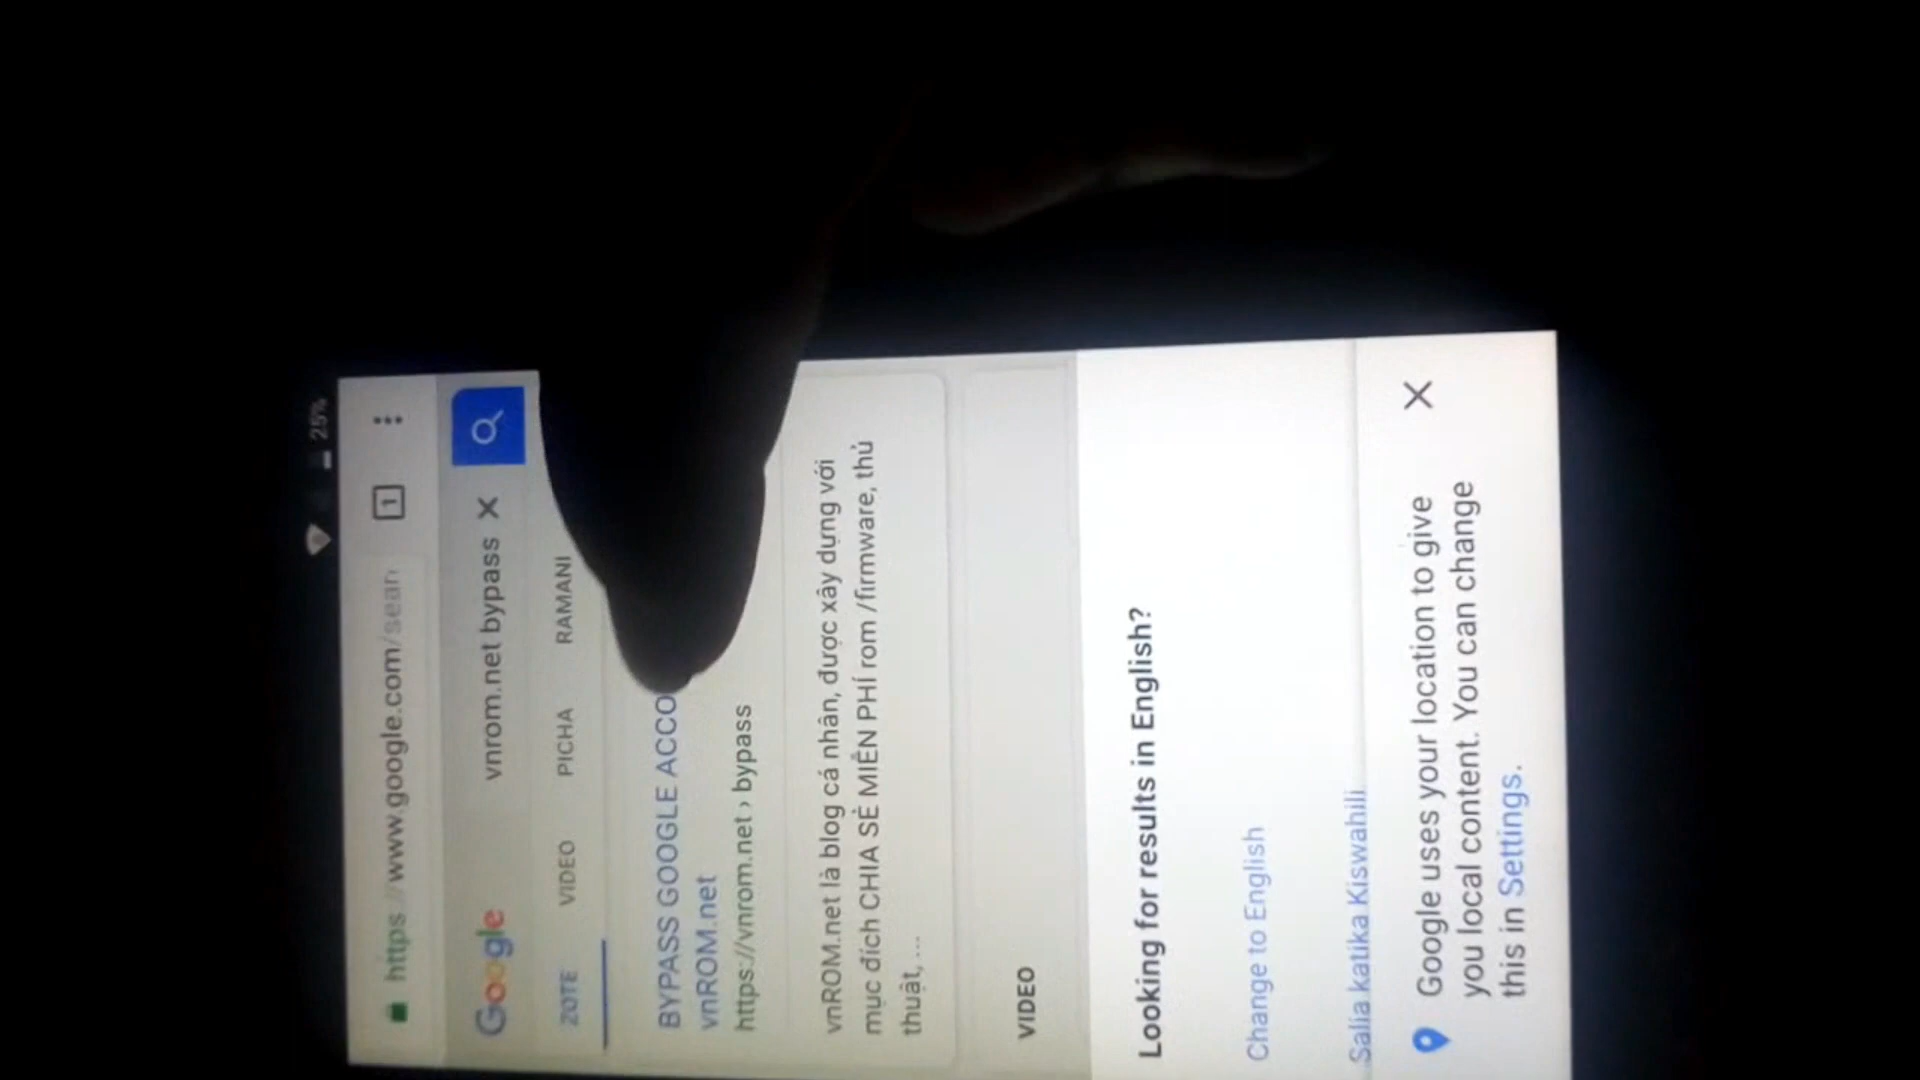 25%
https://www.google.com/sear
1
Google
vnrom.net bypass
ZOTE VIDEO PICHA RAMANI
BYPASS GOOGLE ACCO
vnROM.net
https://vnrom.net › bypass
vnROM.net là blog cá nhân, được xây dựng với
mục đích CHIA SẺ MIỄN PHÍ rom /firmware, thủ
thuật, ...
VIDEO
Looking for results in English?
Change to English
Salia katika Kiswahili
Google uses your location to give
you local content. You can change
this in Settings.